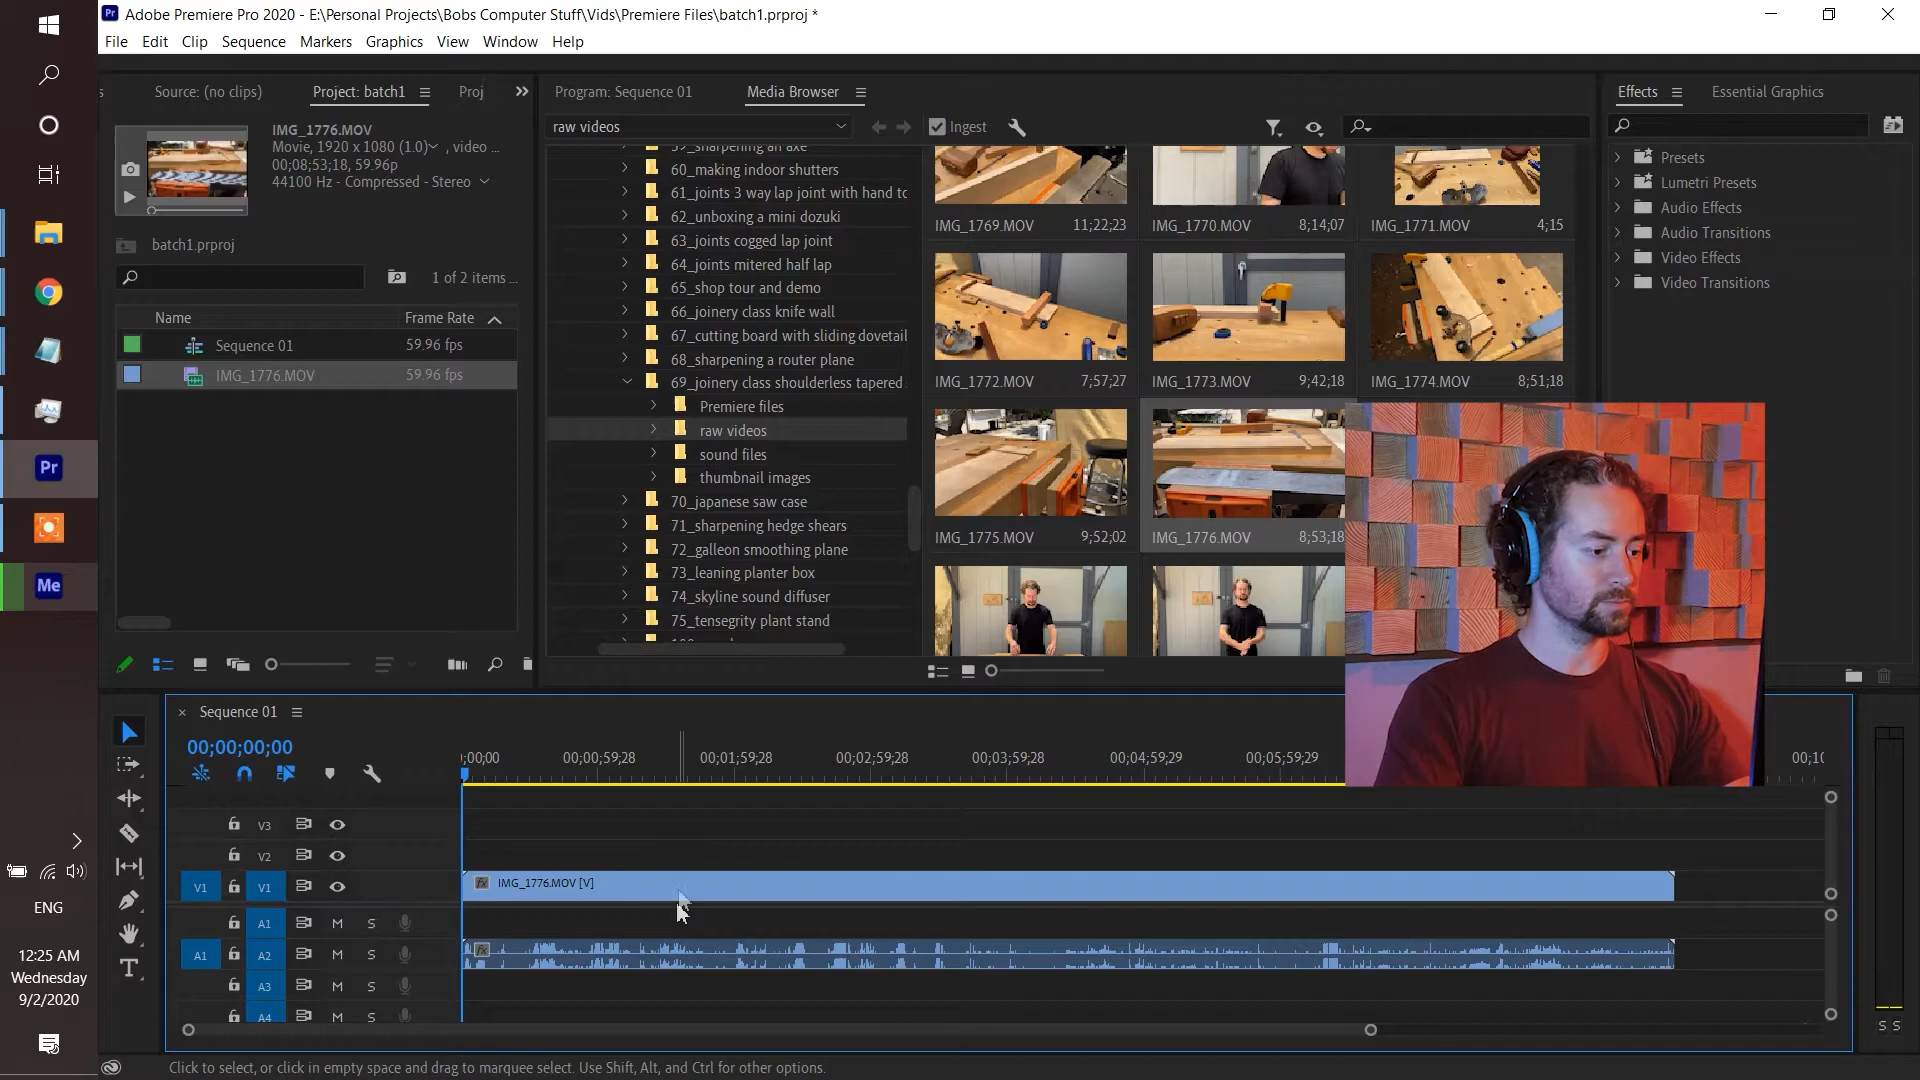 Adobe Premiere Pro 2020 - E:\Personal Projects\Bobs Computer Stuff\Vids\Premiere Files\batch1.prproj *
File Edit Clip Sequence Markers Graphics View Window Help
Source: (no clips) Project: batch1 Proj
IMG_1776.MOV
Movie, 1920 x 1080 (1.0) , video ...
00;08;53;18, 59.96p
44100 Hz - Compressed - Stereo
batch1.prproj
1 of 2 items ...
Name Frame Rate
Sequence 01 59.96 fps
IMG_1776.MOV 59.96 fps
Program: Sequence 01 Media Browser
raw videos
Ingest
59_sharpening an axe
60_making indoor shutters
61_joints 3 way lap joint with hand to
62_unboxing a mini dozuki
63_joints cogged lap joint
64_joints mitered half lap
65_shop tour and demo
66_joinery class knife wall
67_cutting board with sliding dovetail
68_sharpening a router plane
69_joinery class shoulderless tapered
Premiere files
raw videos
sound files
thumbnail images
70_japanese saw case
71_sharpening hedge shears
72_galleon smoothing plane
73_leaning planter box
74_skyline sound diffuser
75_tensegrity plant stand
IMG_1769.MOV 11;22;23
IMG_1770.MOV 8;14;07
IMG_1771.MOV 4;15
IMG_1772.MOV 7;57;27
IMG_1773.MOV 9;42;18
IMG_1774.MOV 8;51;18
IMG_1775.MOV 9;52;02
IMG_1776.MOV 8;53;18
Effects Essential Graphics
Presets
Lumetri Presets
Audio Effects
Audio Transitions
Video Effects
Video Transitions
Pr
Me
ENG
12:25 AM
Wednesday
9/2/2020
Sequence 01
00;00;00;00
;00;00 00;00;59;28 00;01;59;28 00;02;59;28 00;03;59;28 00;04;59;29 00;05;59;29 00;10
V3
V2
V1 V1 fx IMG_1776.MOV [V]
A1 M S
A1 A2 M S fx
A3 M S
A4 M S
T
S S
Click to select, or click in empty space and drag to marquee select. Use Shift, Alt, and Ctrl for other options.